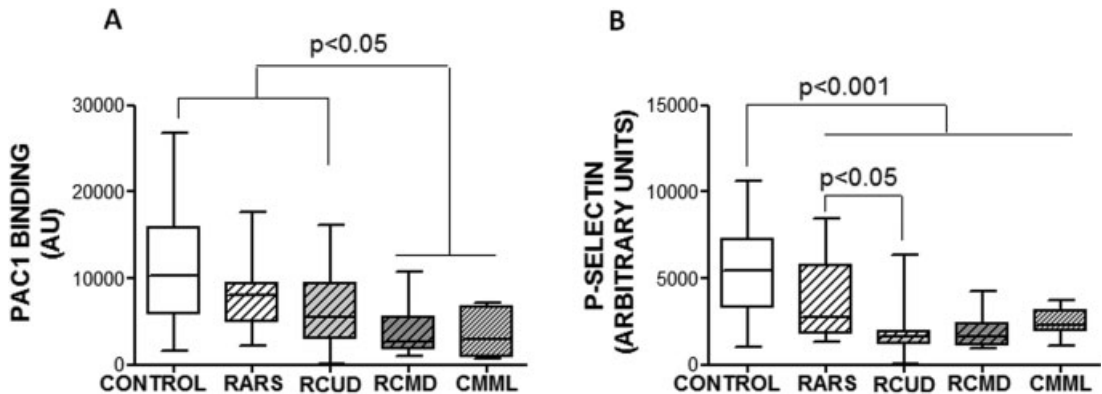 A
p<0.05
30000
20000
10000
0
PAC1 BINDING
(AU)
CONTROL RARS RCUD RCMD CMML
B
p<0.001
p<0.05
15000
10000
5000
0
P-SELECTIN
(ARBITRARY UNITS)
CONTROL RARS RCUD RCMD CMML